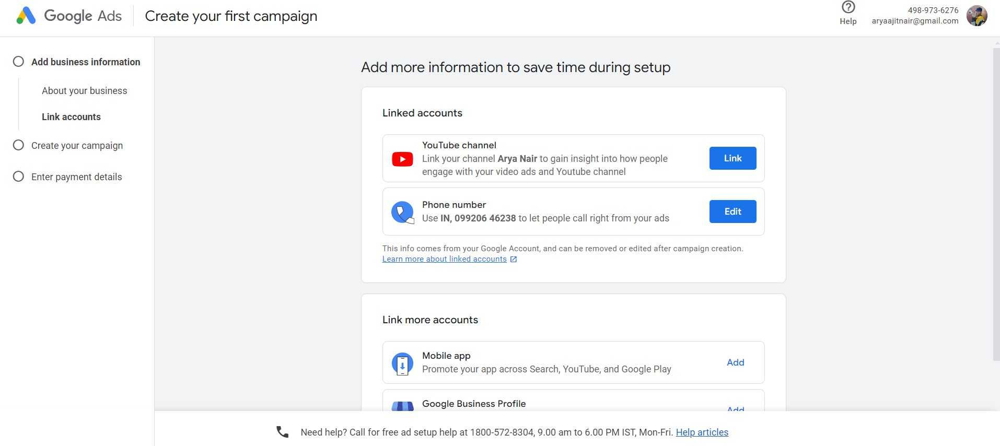 Google Ads
Create your first campaign
Help
498-973-6276
aryaajitnair@gmail.com
Add business information
About your business
Link accounts
Create your campaign
Enter payment details
Add more information to save time during setup
Linked accounts
YouTube channel
Link your channel Arya Nair to gain insight into how people
engage with your video ads and Youtube channel
Link
Phone number
Use IN, 099206 46238 to let people call right from your ads
Edit
This info comes from your Google Account, and can be removed or edited after campaign creation.
Learn more about linked accounts
Link more accounts
Mobile app
Promote your app across Search, YouTube, and Google Play
Add
Google Business Profile
Add
Need help? Call for free ad setup help at 1800-572-8304, 9.00 am to 6.00 PM IST, Mon-Fri. Help articles